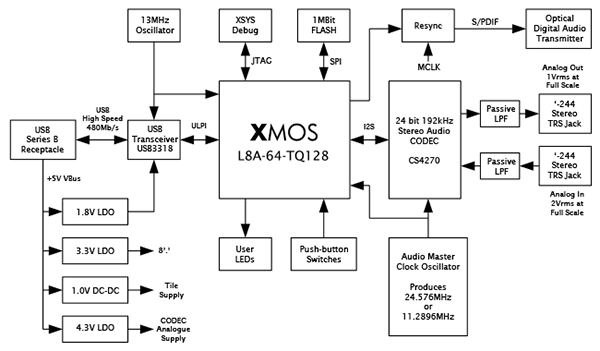 13MHz
Oscillator
XSYS
Debug
1MBit
FLASH
Resync
S/PDIF
Optical
Digital Audio
Transmitter
JTAG
SPI
MCLK
Analog Out
1Vrms at
Full Scale
USB
High Speed
480Mb/s
USB
Series B
Receptacle
USB
Transceiver
USB3318
ULPI
XMOS
L8A-64-TQ128
I2S
24 bit 192kHz
Stereo Audio
CODEC
CS4270
Passive
LPF
'-244
Stereo
TRS Jack
Passive
LPF
'-244
Stereo
TRS Jack
Analog In
2Vrms at
Full Scale
+5V VBus
1.8V LDO
3.3V LDO
8'.'
1.0V DC-DC
Tile
Supply
4.3V LDO
CODEC
Analogue
Supply
User
LEDs
Push-button
Switches
Audio Master
Clock Oscillator
Produces
24.576MHz
or
11.2896MHz